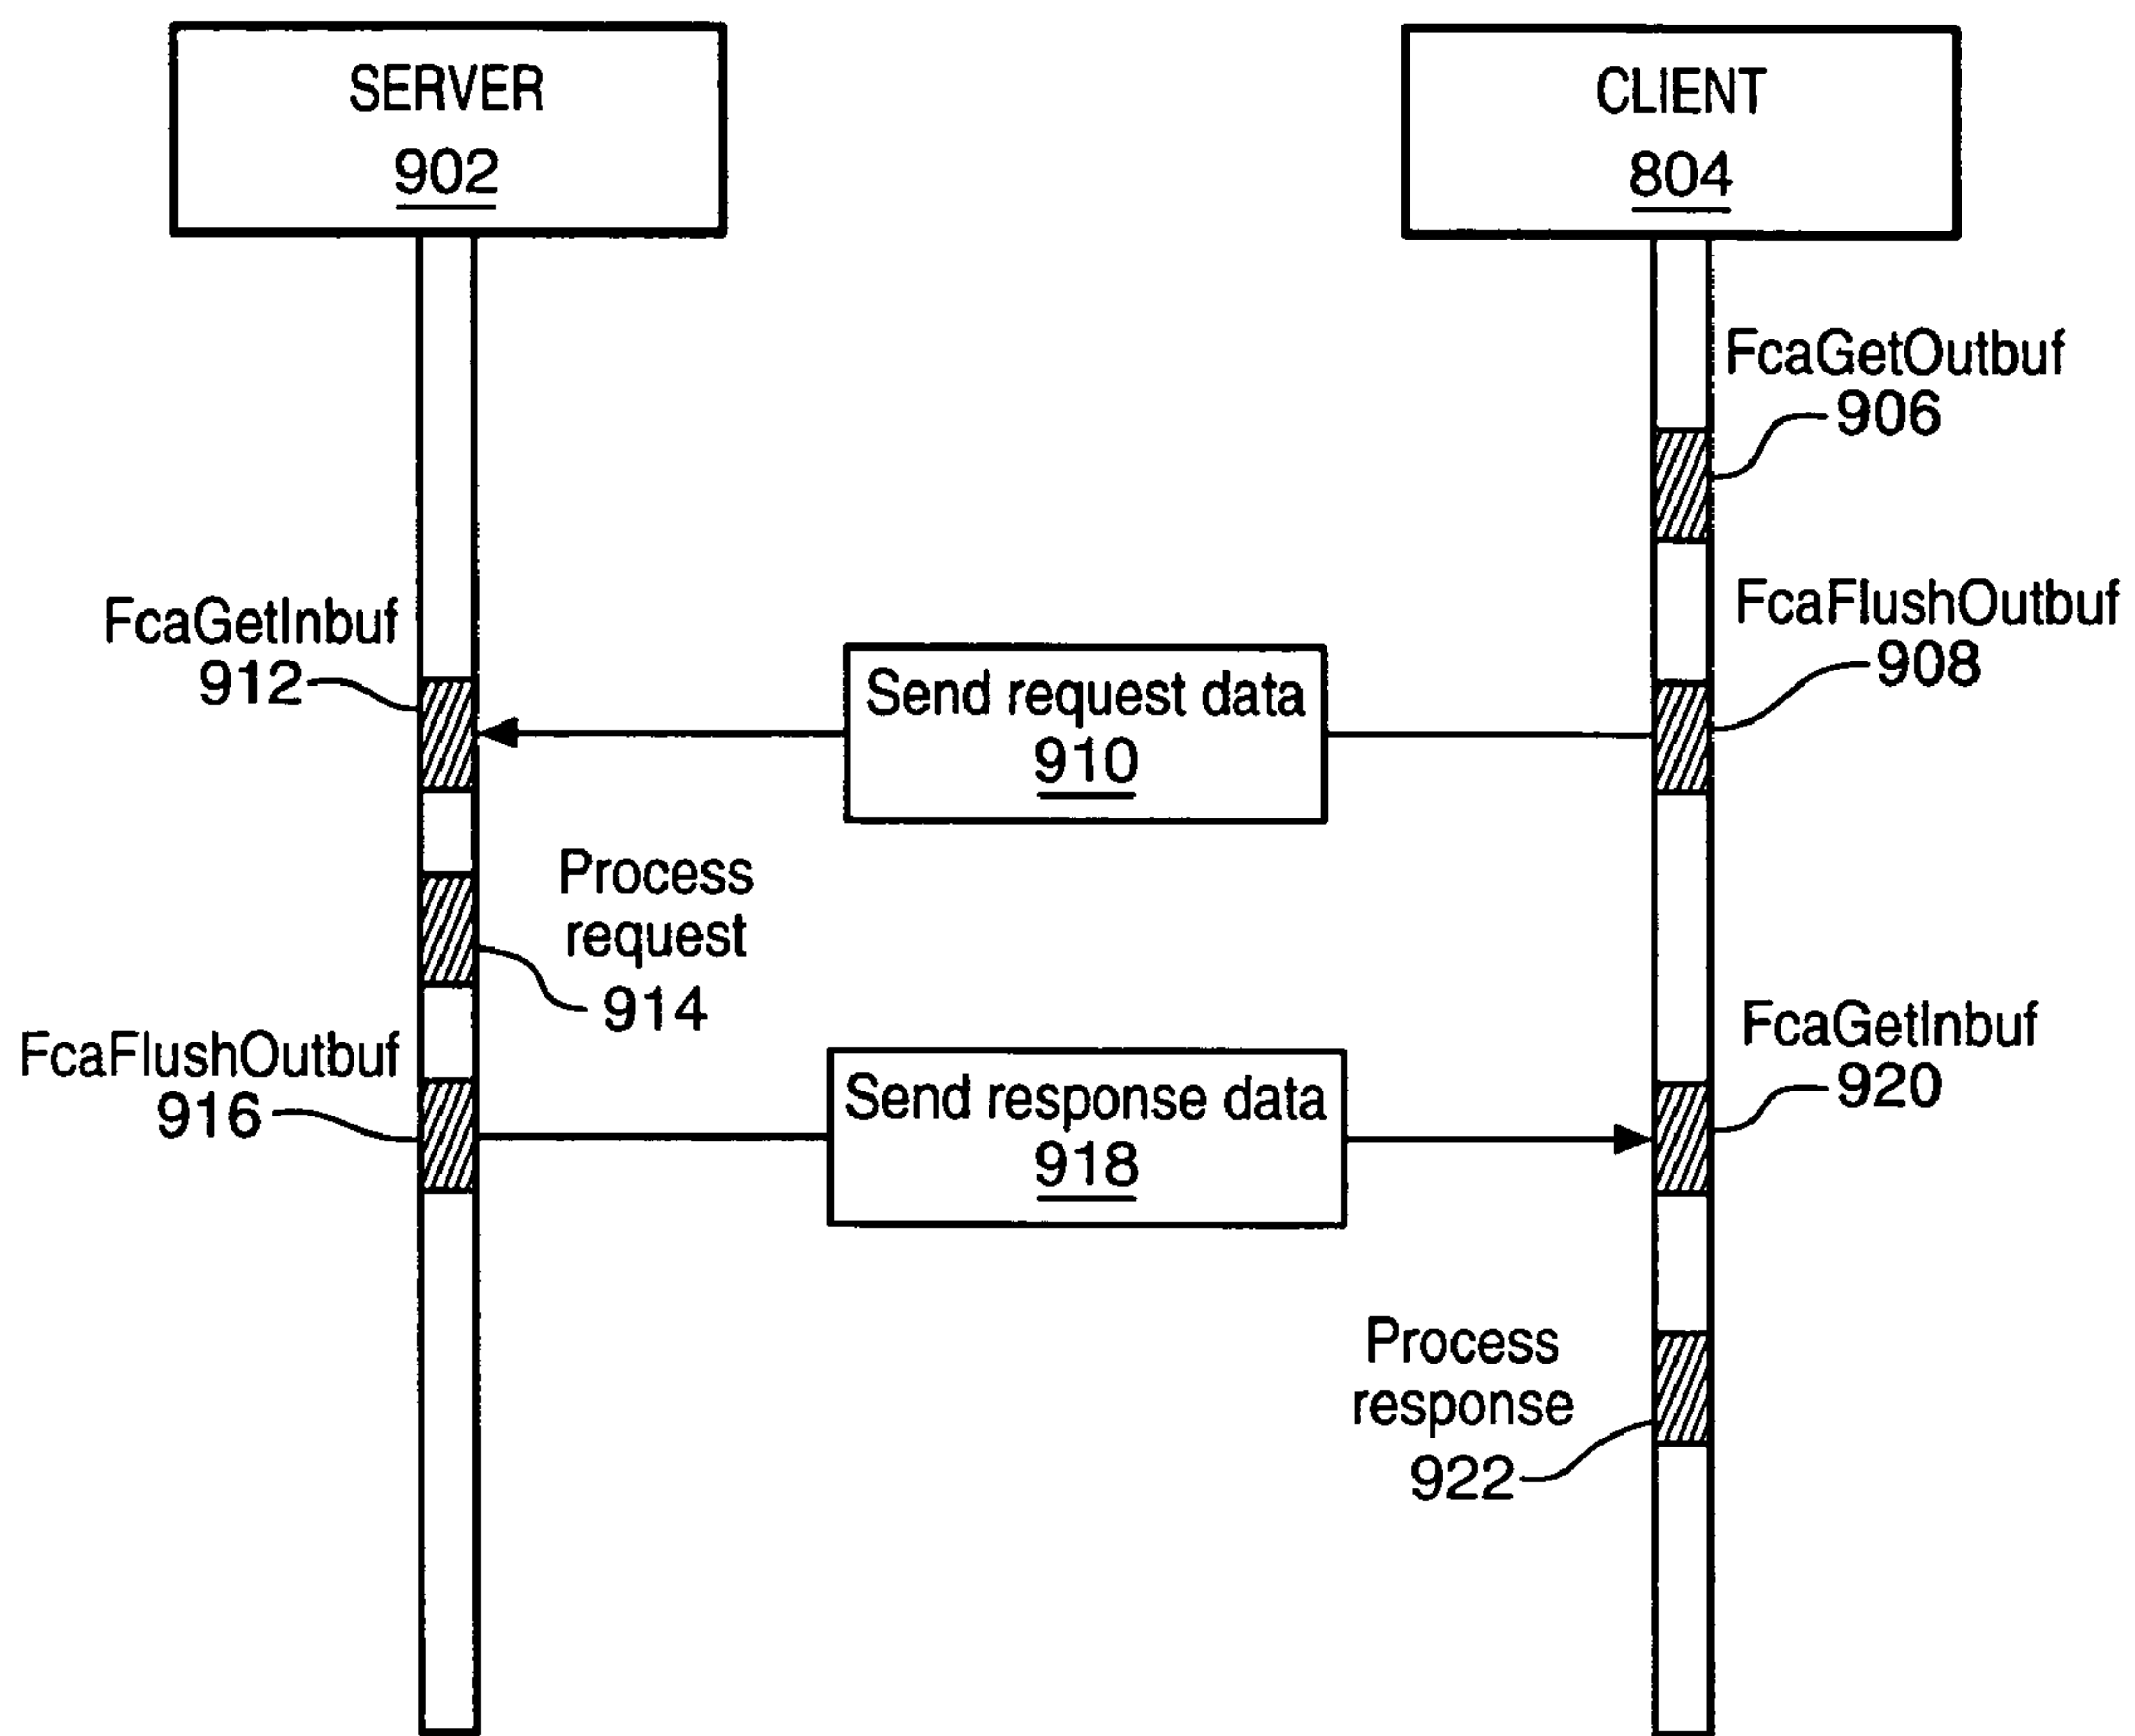 SERVER
902
CLIENT
804
FcaGetOutbuf
906
FcaFlushOutbuf
908
FcaGetInbuf
912
Send request data
910
Process
request
914
FcaFlushOutbuf
916
Send response data
918
FcaGetInbuf
920
Process
response
922